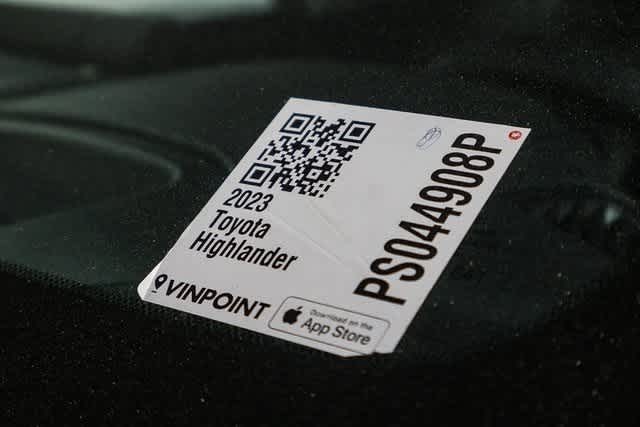 2023
Toyota
Highlander
PS044908P
VINPOINT
Download on the
App Store